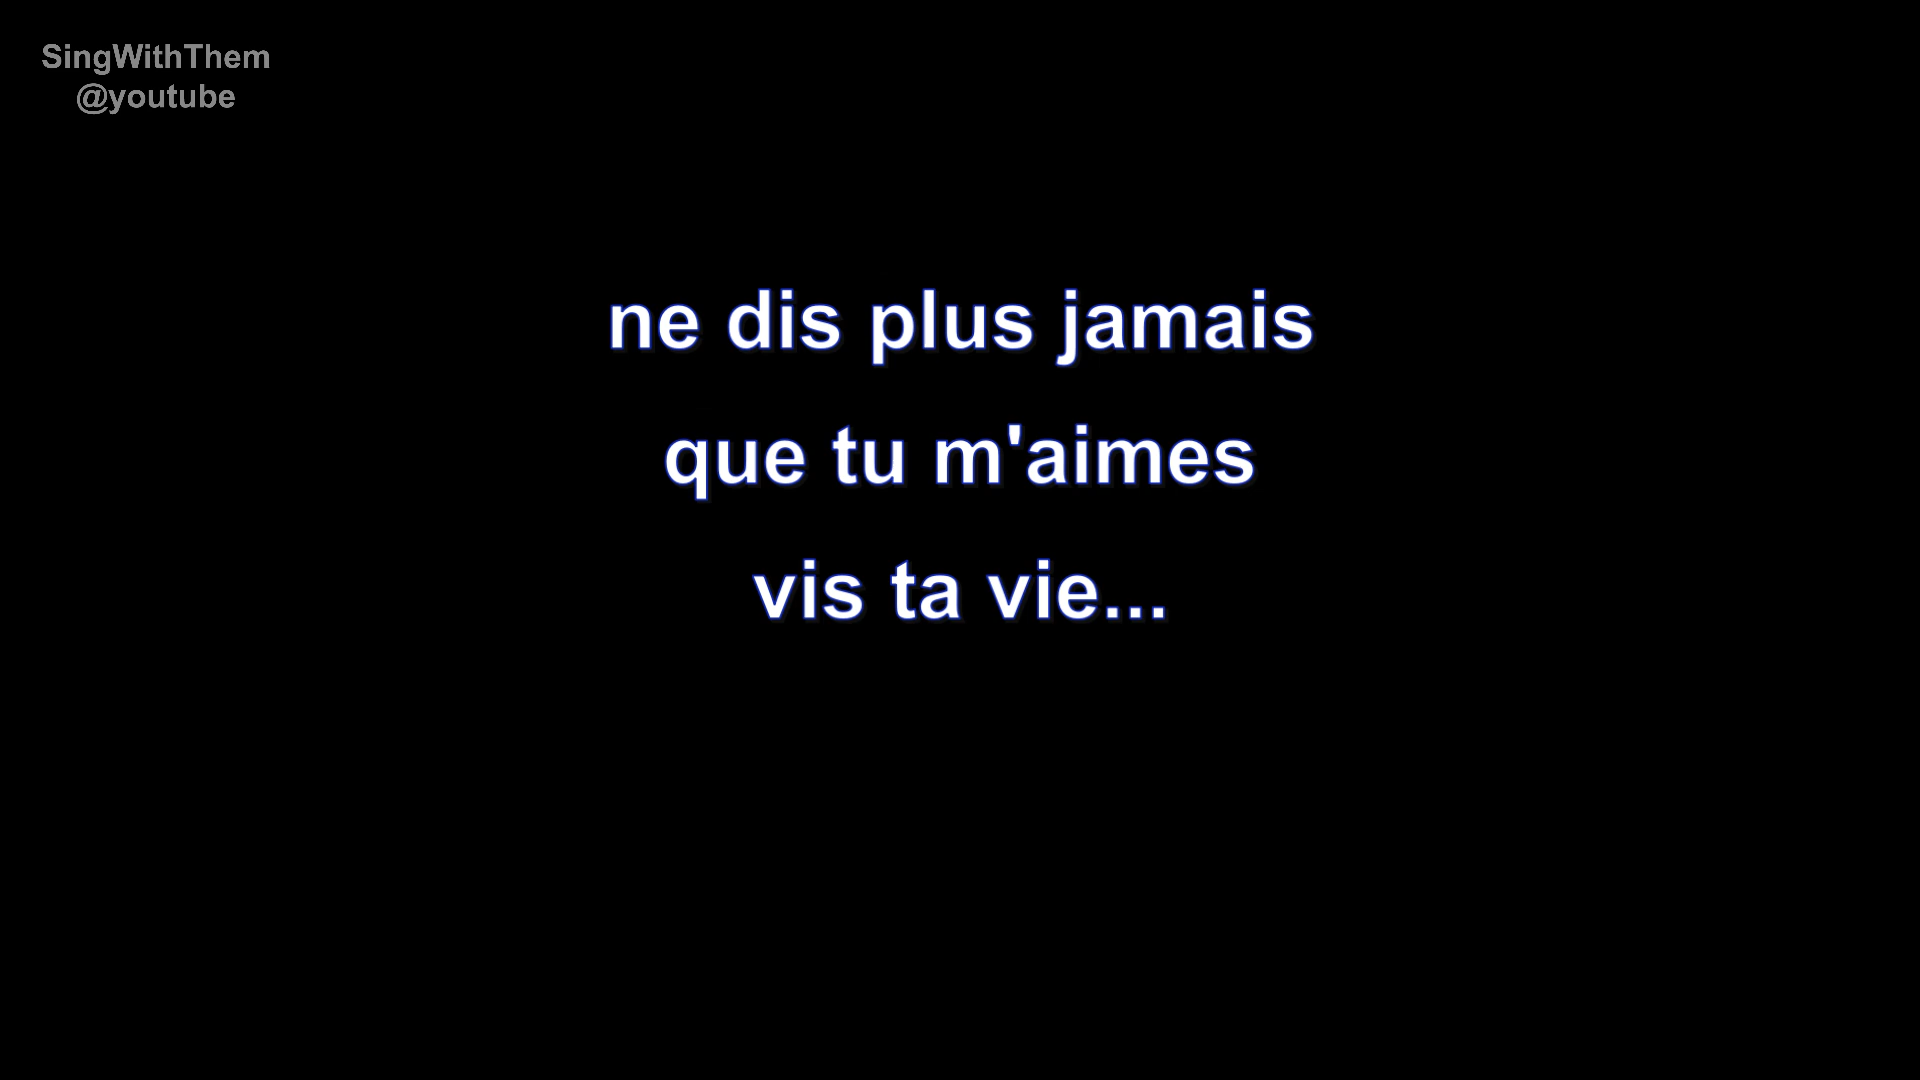 SingWithThem
@youtube
ne dis plus jamais
que tu m'aimes
vis ta vie...